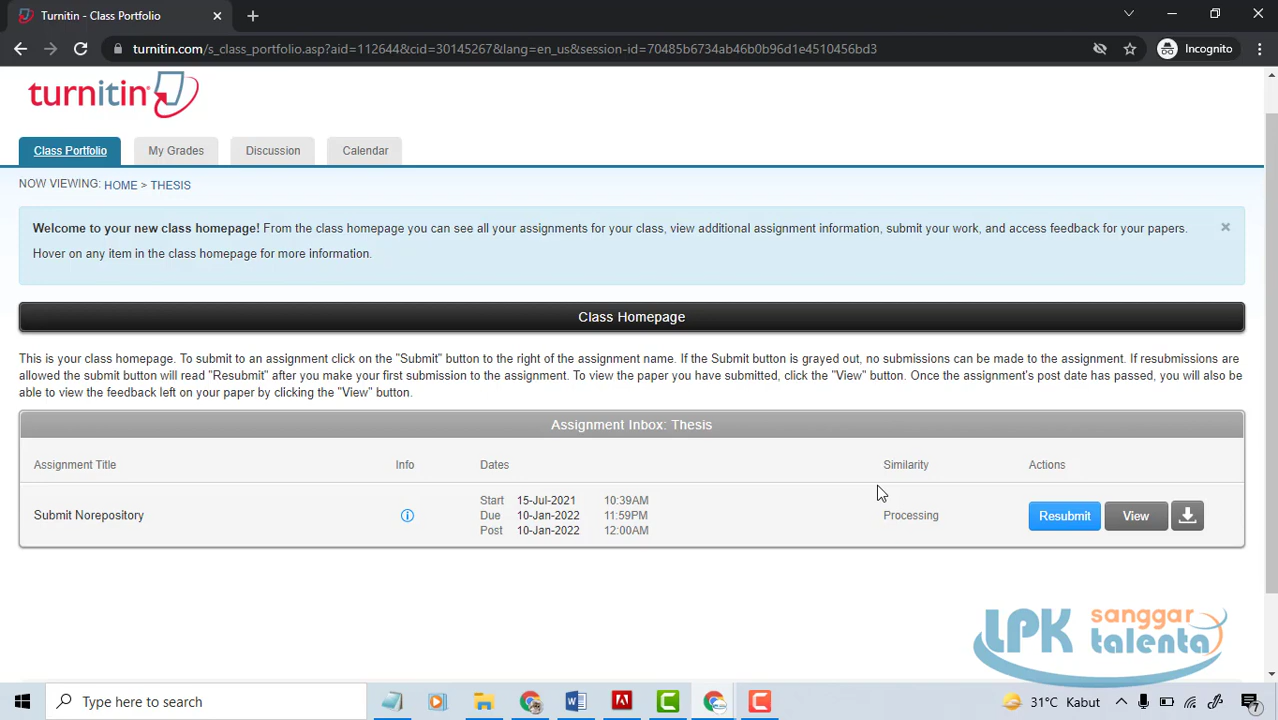 Turnitin - Class Portfolio
turnitin.com/s_class_portfolio.asp?aid=112644&cid=30145267&lang=en_us&session-id=70485b6734ab46b0b96d1e4510456bd3
Incognito
turnitin
Class Portfolio
My Grades
Discussion
Calendar
NOW VIEWING: HOME > THESIS
Welcome to your new class homepage! From the class homepage you can see all your assignments for your class, view additional assignment information, submit your work, and access feedback for your papers.
Hover on any item in the class homepage for more information.
Class Homepage
This is your class homepage. To submit to an assignment click on the "Submit" button to the right of the assignment name. If the Submit button is grayed out, no submissions can be made to the assignment. If resubmissions are
allowed the submit button will read "Resubmit" after you make your first submission to the assignment. To view the paper you have submitted, click the "View" button. Once the assignment's post date has passed, you will also be
able to view the feedback left on your paper by clicking the "View" button.
Assignment Inbox: Thesis
Assignment Title Info Dates Similarity Actions
Start 15-Jul-2021 10:39AM
Submit Norepository Due 10-Jan-2022 11:59PM Processing Resubmit View
Post 10-Jan-2022 12:00AM
LPK sanggar talenta
Type here to search
31°C Kabut
7